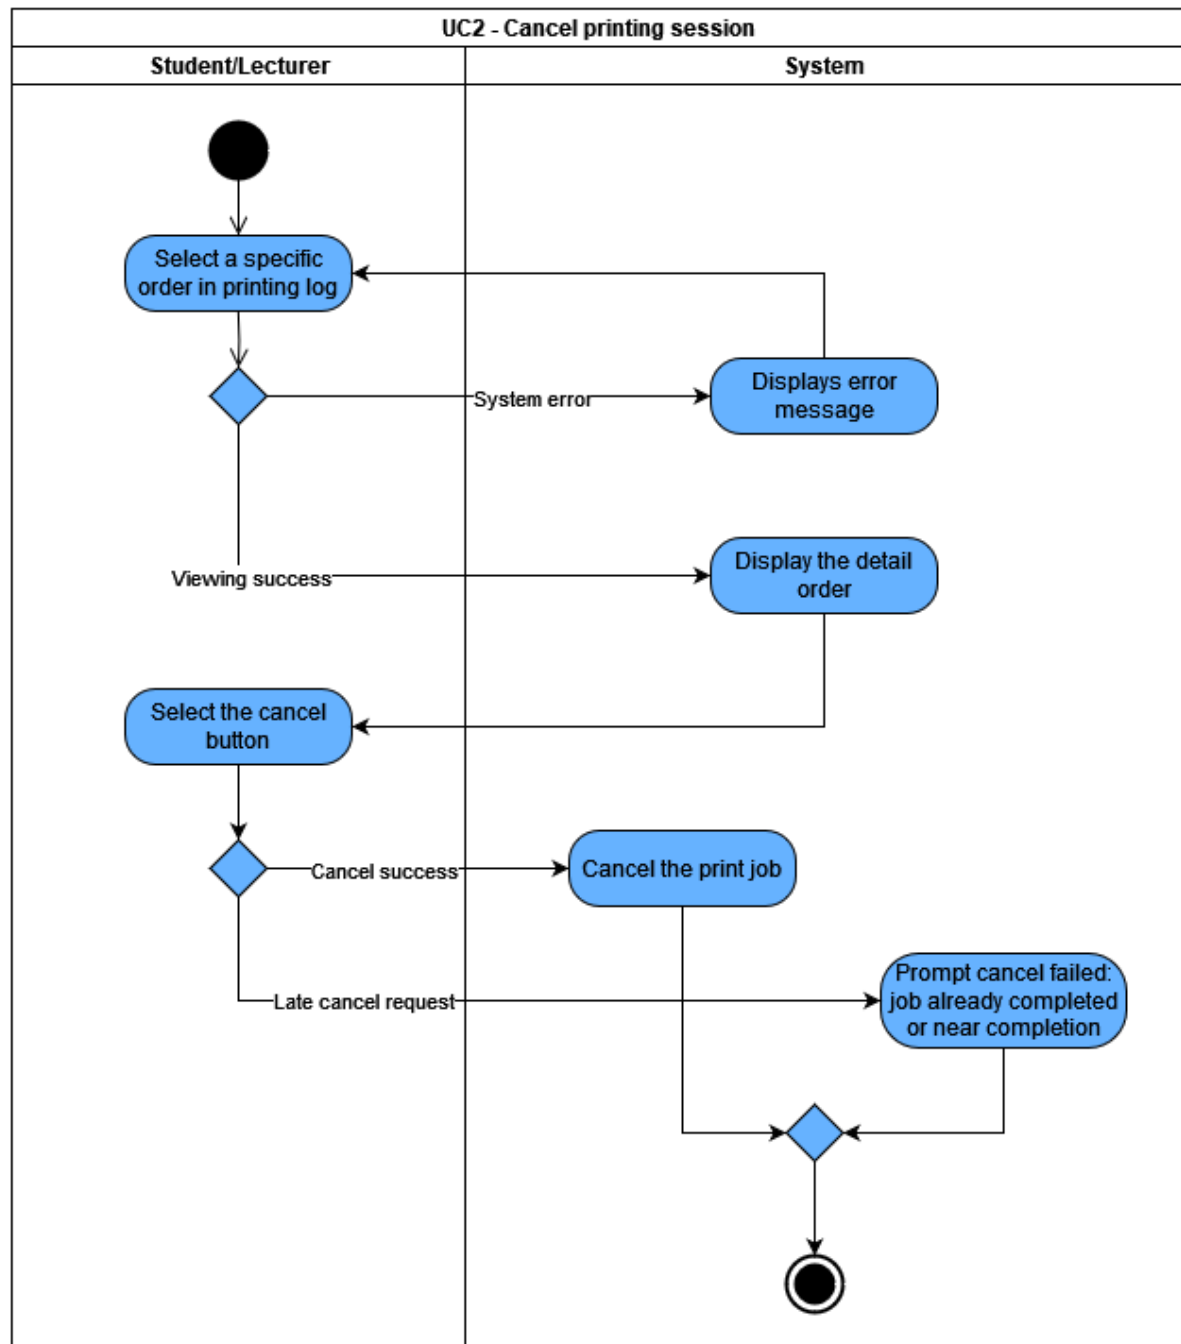 UC2 - Cancel printing session
Student/Lecturer
System
Select a specific
order in printing log
Displays error
message
System error
Display the detail
order
Viewing success
Select the cancel
button
Cancel the print job
Cancel success
Prompt cancel failed:
job already completed
or near completion
Late cancel request